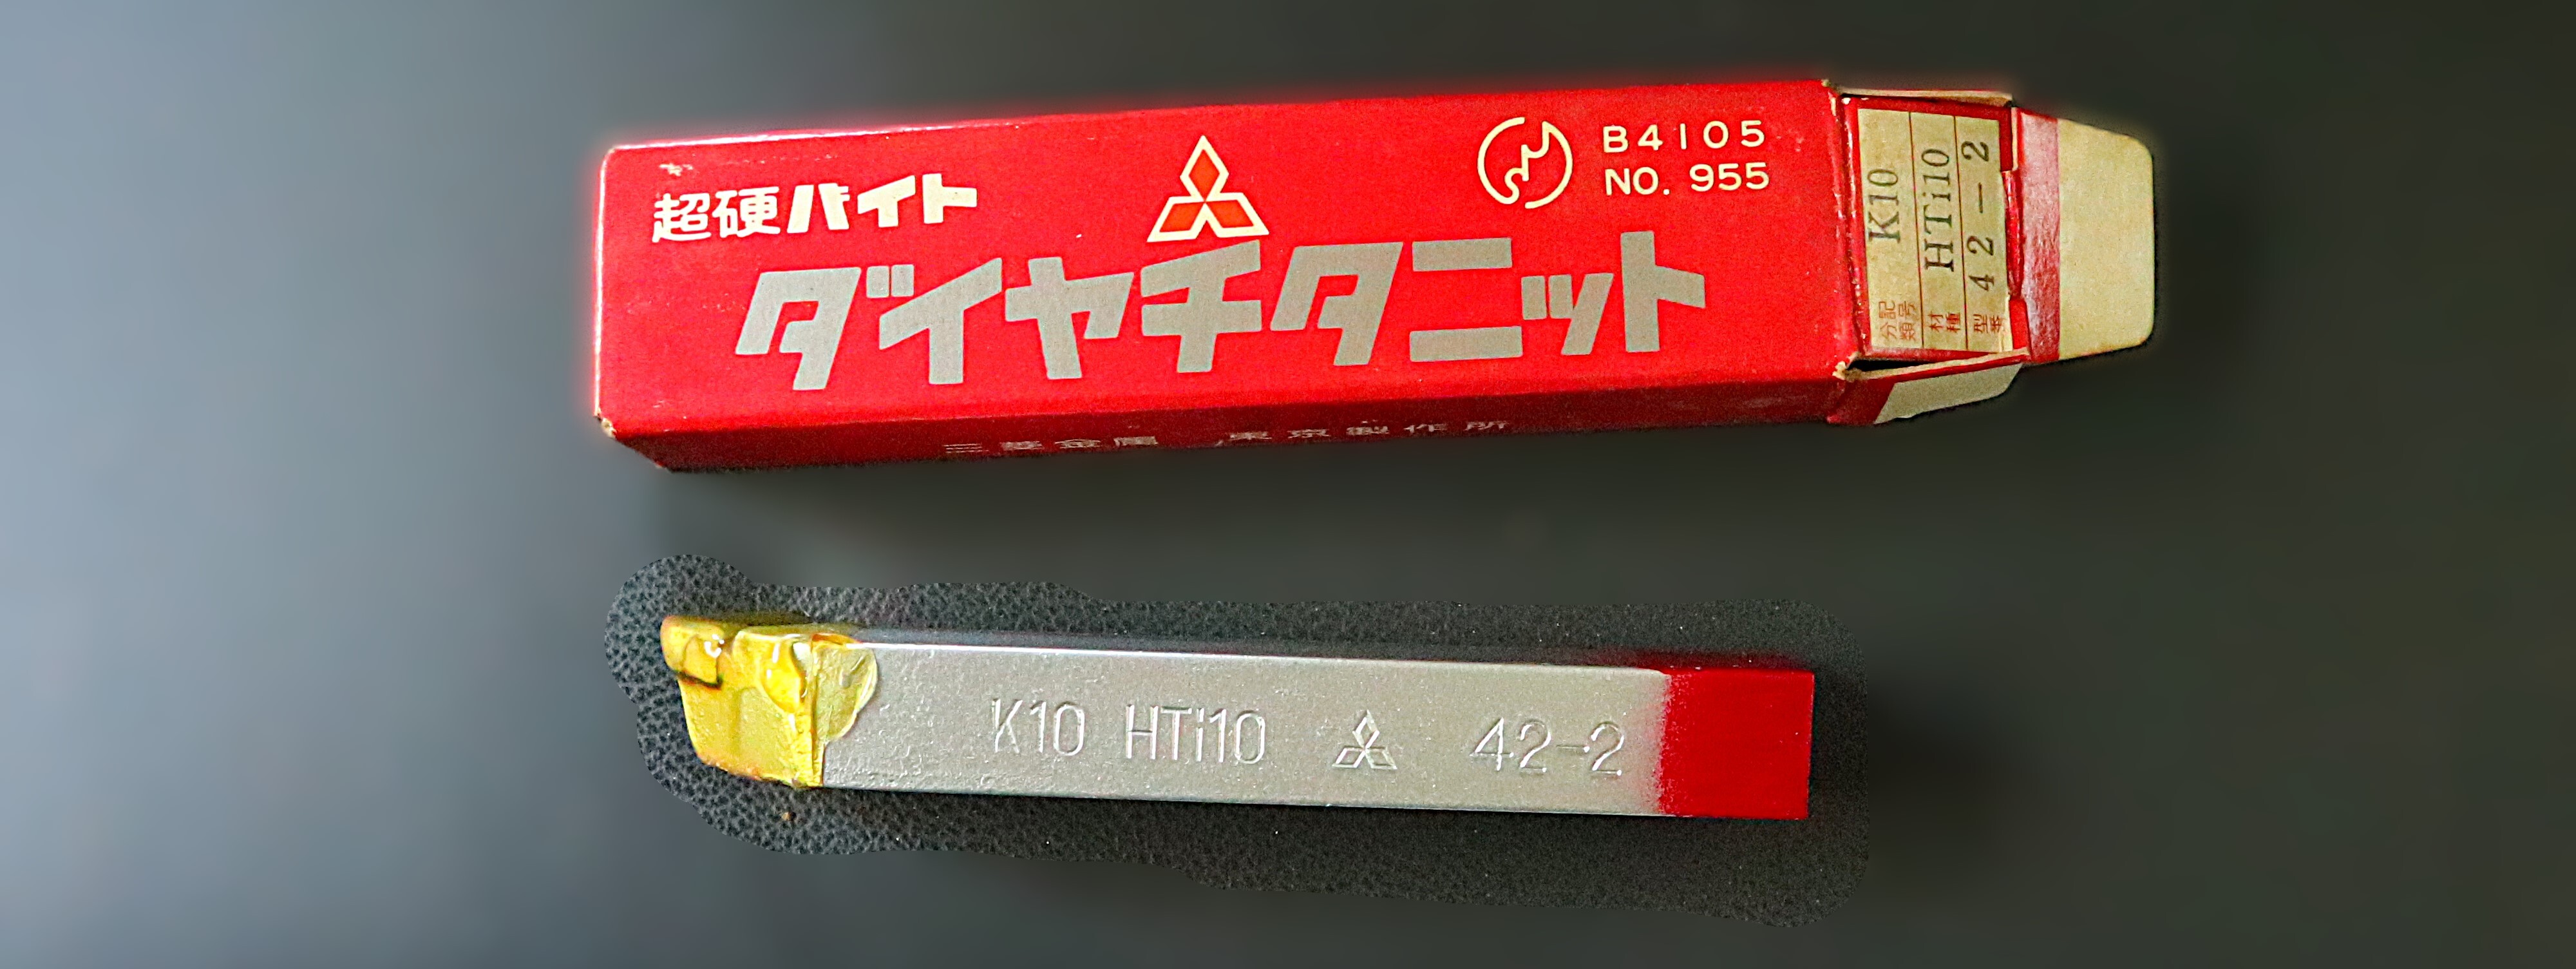 超硬バイト
B4105
NO. 955
ダイヤチタニット
三菱金属 東京製作所
分類記号 K10
材種 HTi10
型番 42-2
K10 HTi10 42-2